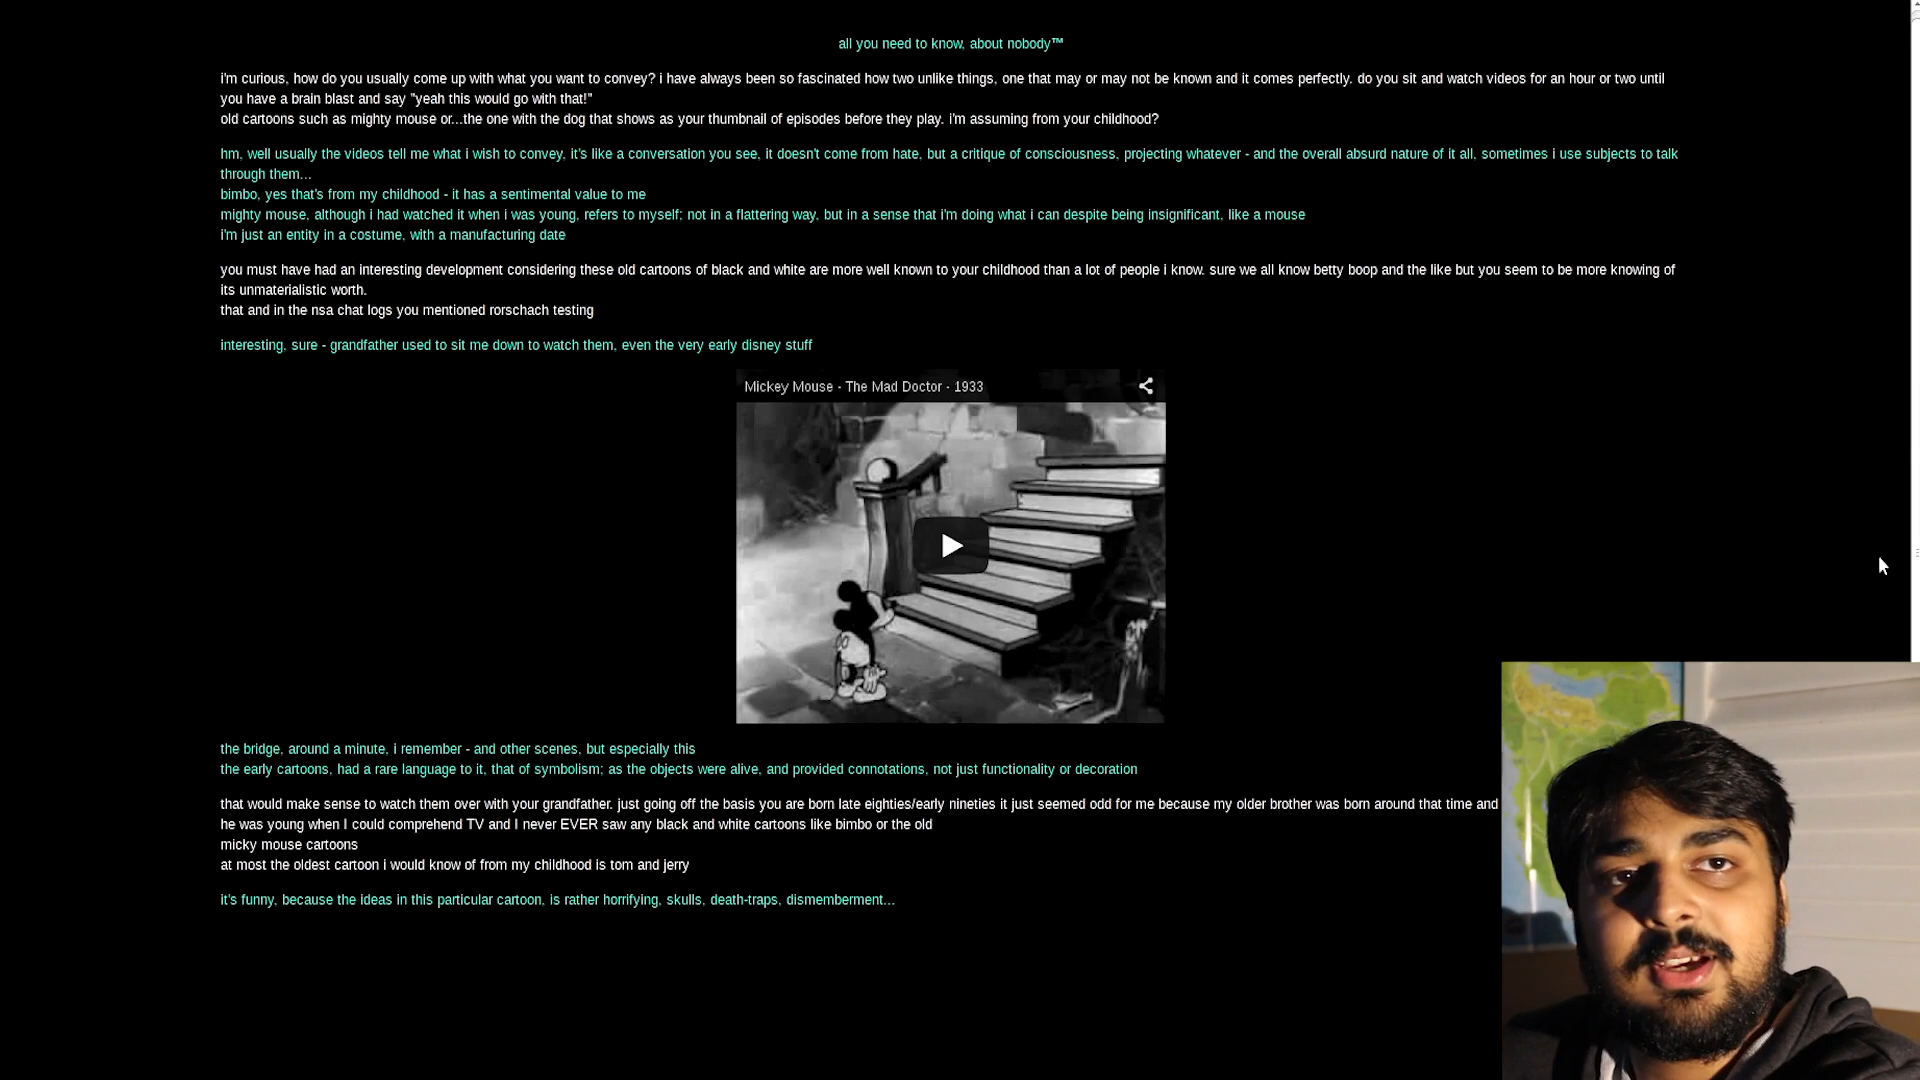 all you need to know, about nobody™
i'm curious, how do you usually come up with what you want to convey? i have always been so fascinated how two unlike things, one that may or may not be known and it comes perfectly. do you sit and watch videos for an hour or two until
you have a brain blast and say "yeah this would go with that!"
old cartoons such as mighty mouse or...the one with the dog that shows as your thumbnail of episodes before they play. i'm assuming from your childhood?
hm, well usually the videos tell me what i wish to convey, it's like a conversation you see, it doesn't come from hate, but a critique of consciousness, projecting whatever - and the overall absurd nature of it all, sometimes i use subjects to talk
through them...
bimbo, yes that's from my childhood - it has a sentimental value to me
mighty mouse, although i had watched it when i was young, refers to myself; not in a flattering way, but in a sense that i'm doing what i can despite being insignificant, like a mouse
i'm just an entity in a costume, with a manufacturing date
you must have had an interesting development considering these old cartoons of black and white are more well known to your childhood than a lot of people i know. sure we all know betty boop and the like but you seem to be more knowing of
its unmaterialistic worth.
that and in the nsa chat logs you mentioned rorschach testing
interesting, sure - grandfather used to sit me down to watch them, even the very early disney stuff
Mickey Mouse - The Mad Doctor - 1933
the bridge, around a minute, i remember - and other scenes, but especially this
the early cartoons, had a rare language to it, that of symbolism; as the objects were alive, and provided connotations, not just functionality or decoration
that would make sense to watch them over with your grandfather. just going off the basis you are born late eighties/early nineties it just seemed odd for me because my older brother was born around that time and
he was young when I could comprehend TV and I never EVER saw any black and white cartoons like bimbo or the old
micky mouse cartoons
at most the oldest cartoon i would know of from my childhood is tom and jerry
it's funny, because the ideas in this particular cartoon, is rather horrifying, skulls, death-traps, dismemberment...